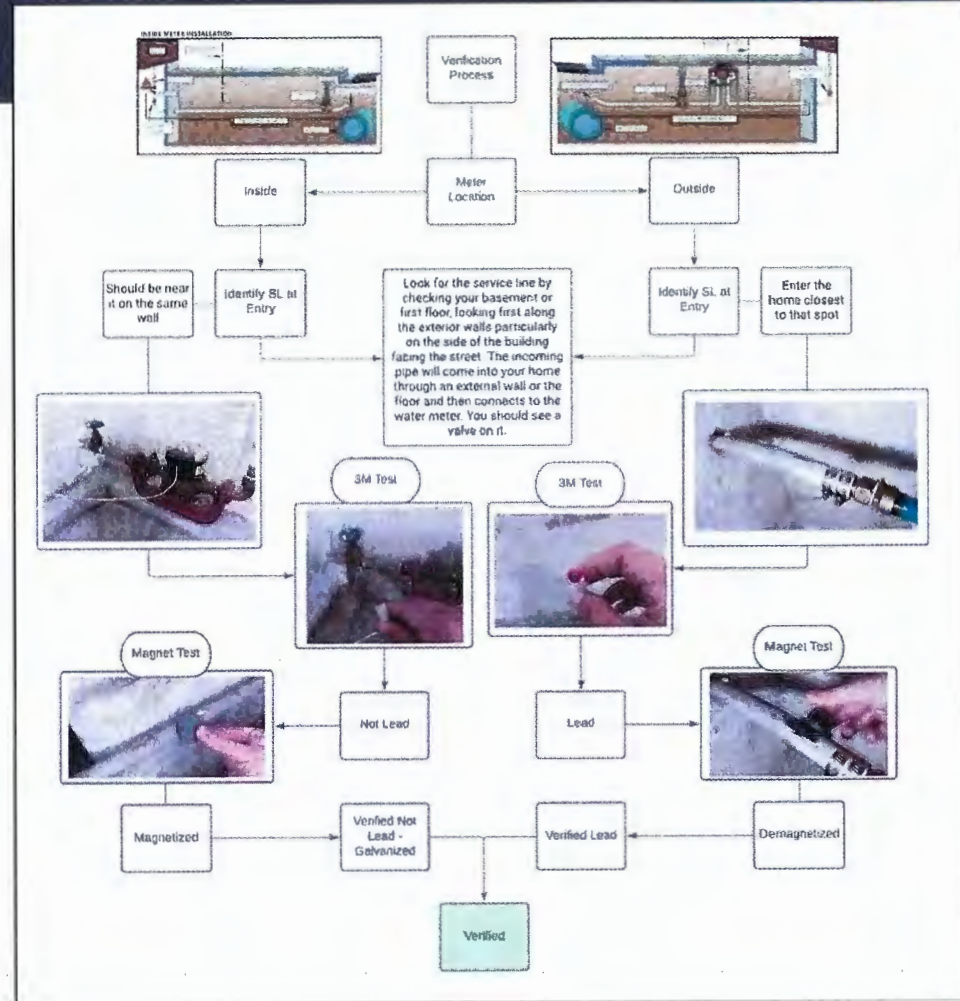 INSIDE METER INSTALLATION
Verification
Process
Inside
Meter
Location
Outside
Should be near
it on the same
wall
Identify SL at
Entry
Look for the service line by
checking your basement or
first floor, looking first along
the exterior walls particularly
on the side of the building
facing the street. The incoming
pipe will come into your home
through an external wall or the
floor and then connects to the
water meter. You should see a
valve on it.
Identify SL at
Entry
Enter the
home closest
to that spot
3M Test
3M Test
Magnet Test
Not Lead
Lead
Magnet Test
Magnetized
Verified Not
Lead -
Galvanized
Verified Lead
Demagnetized
Verified